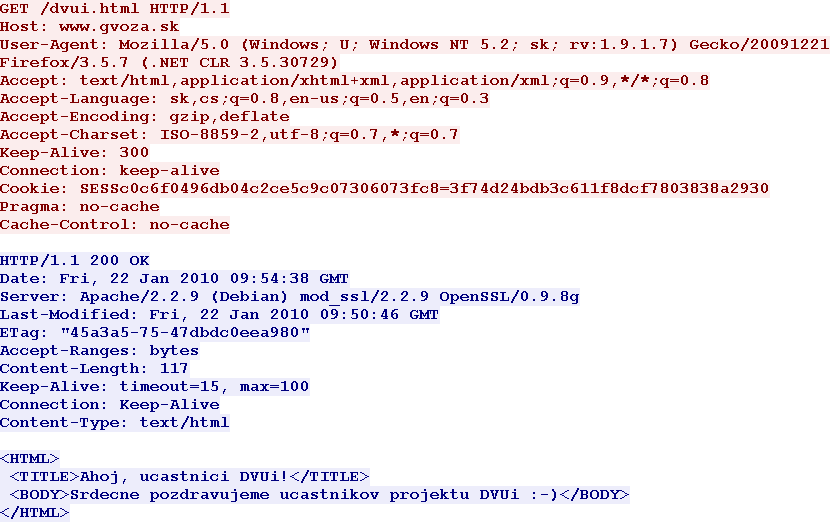 GET /dvui.html HTTP/1.1
Host: www.gvoza.sk
User-Agent: Mozilla/5.0 (Windows; U; Windows NT 5.2; sk; rv:1.9.1.7) Gecko/20091221
Firefox/3.5.7 (.NET CLR 3.5.30729)
Accept: text/html,application/xhtml+xml,application/xml;q=0.9,*/*;q=0.8
Accept-Language: sk,cs;q=0.8,en-us;q=0.5,en;q=0.3
Accept-Encoding: gzip,deflate
Accept-Charset: ISO-8859-2,utf-8;q=0.7,*;q=0.7
Keep-Alive: 300
Connection: keep-alive
Cookie: SESSc0c6f0496db04c2ce5c9c07306073fc8=3f74d24bdb3c611f8dcf7803838a2930
Pragma: no-cache
Cache-Control: no-cache

HTTP/1.1 200 OK
Date: Fri, 22 Jan 2010 09:54:38 GMT
Server: Apache/2.2.9 (Debian) mod_ssl/2.2.9 OpenSSL/0.9.8g
Last-Modified: Fri, 22 Jan 2010 09:50:46 GMT
ETag: "45a3a5-75-47dbdc0eea980"
Accept-Ranges: bytes
Content-Length: 117
Keep-Alive: timeout=15, max=100
Connection: Keep-Alive
Content-Type: text/html

<HTML>
 <TITLE>Ahoj, ucastnici DVUi!</TITLE>
 <BODY>Srdecne pozdravujeme ucastnikov projektu DVUi :-)</BODY>
</HTML>